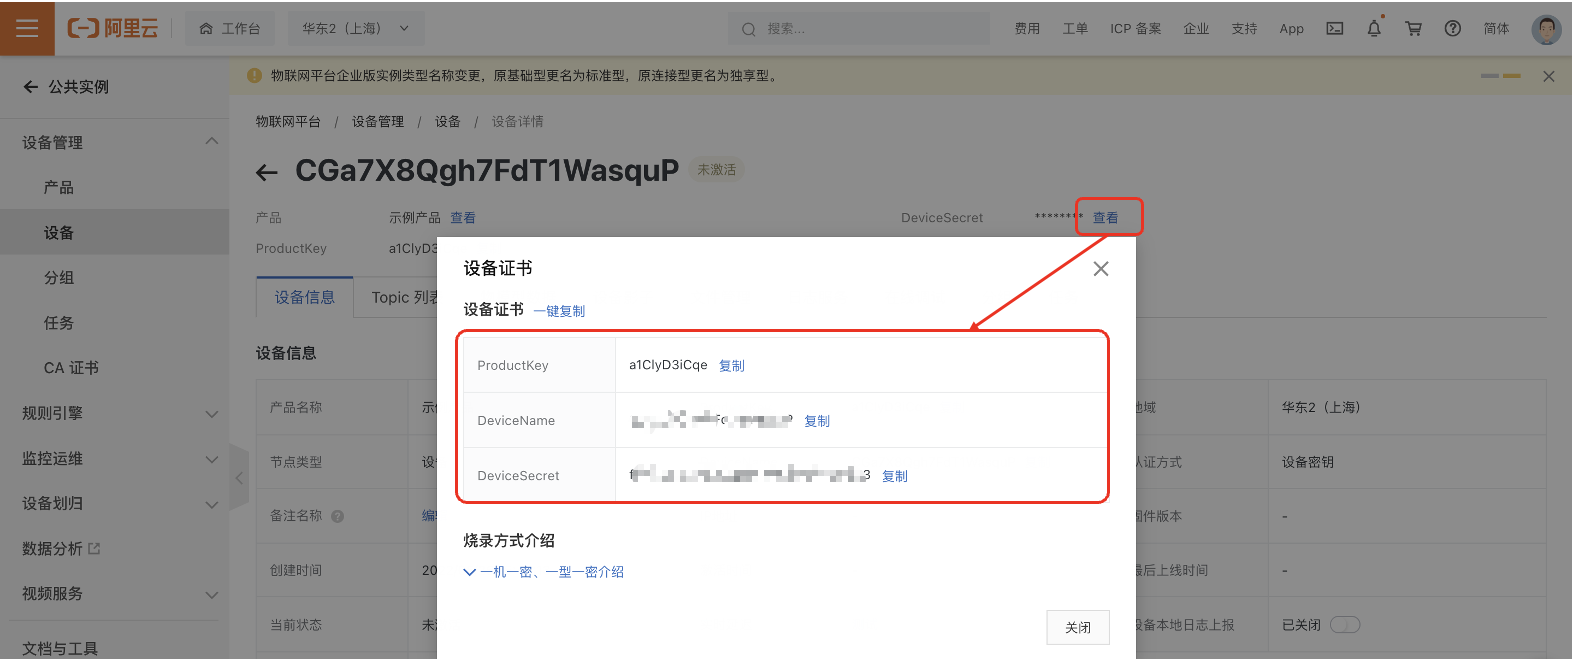 阿里云
工作台
华东2（上海）
搜索...
费用 工单 ICP 备案 企业 支持 App 简体
公共实例
物联网平台企业版实例类型名称变更，原基础型更名为标准型，原连接型更名为独享型。
物联网平台 / 设备管理 / 设备 / 设备详情
CGa7X8Qgh7FdT1WasquP 未激活
产品 示例产品 查看
DeviceSecret ******** 查看
ProductKey a1ClyD3
设备信息 Topic 列表
设备信息
设备管理
产品
设备
分组
任务
CA 证书
规则引擎
监控运维
设备划归
数据分析
视频服务
文档与工具
产品名称
节点类型
备注名称
创建时间 20
当前状态
设备证书
设备证书 一键复制
ProductKey a1ClyD3iCqe 复制
DeviceName 复制
DeviceSecret 复制
烧录方式介绍
一机一密、一型一密介绍
关闭
华东2（上海）
认证方式 设备密钥
固件版本 -
最后上线时间 -
设备本地日志上报 已关闭